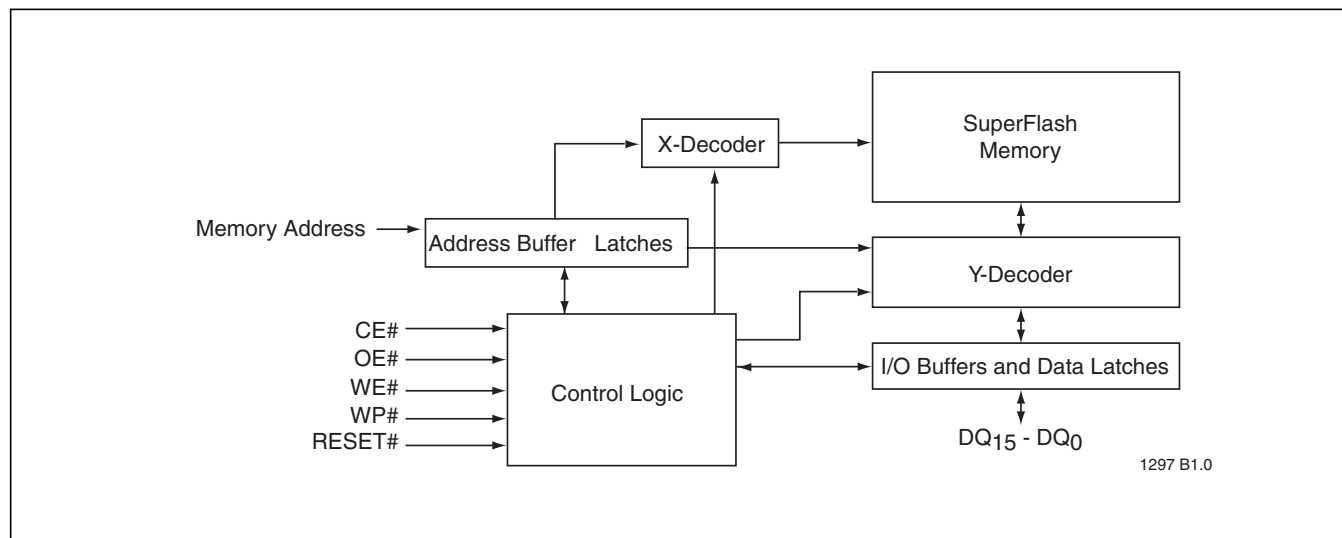 SuperFlash
Memory
X-Decoder
Memory Address
Address Buffer Latches
Y-Decoder
CE#
OE#
WE#
WP#
RESET#
Control Logic
I/O Buffers and Data Latches
DQ15 - DQ0
1297 B1.0